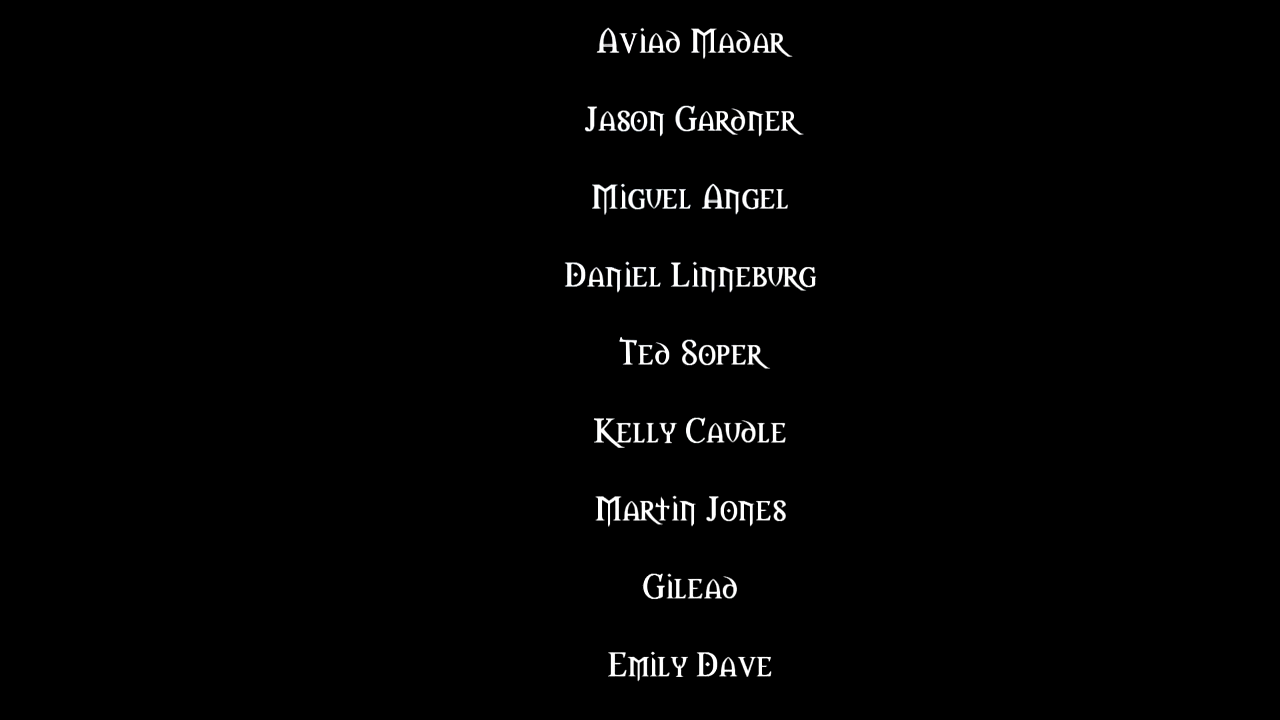 Aviad Madar
Jason Gardner
Miguel Angel
Daniel Linneburg
Ted Soper
Kelly Caudle
Martin Jones
Gilead
Emily Dave